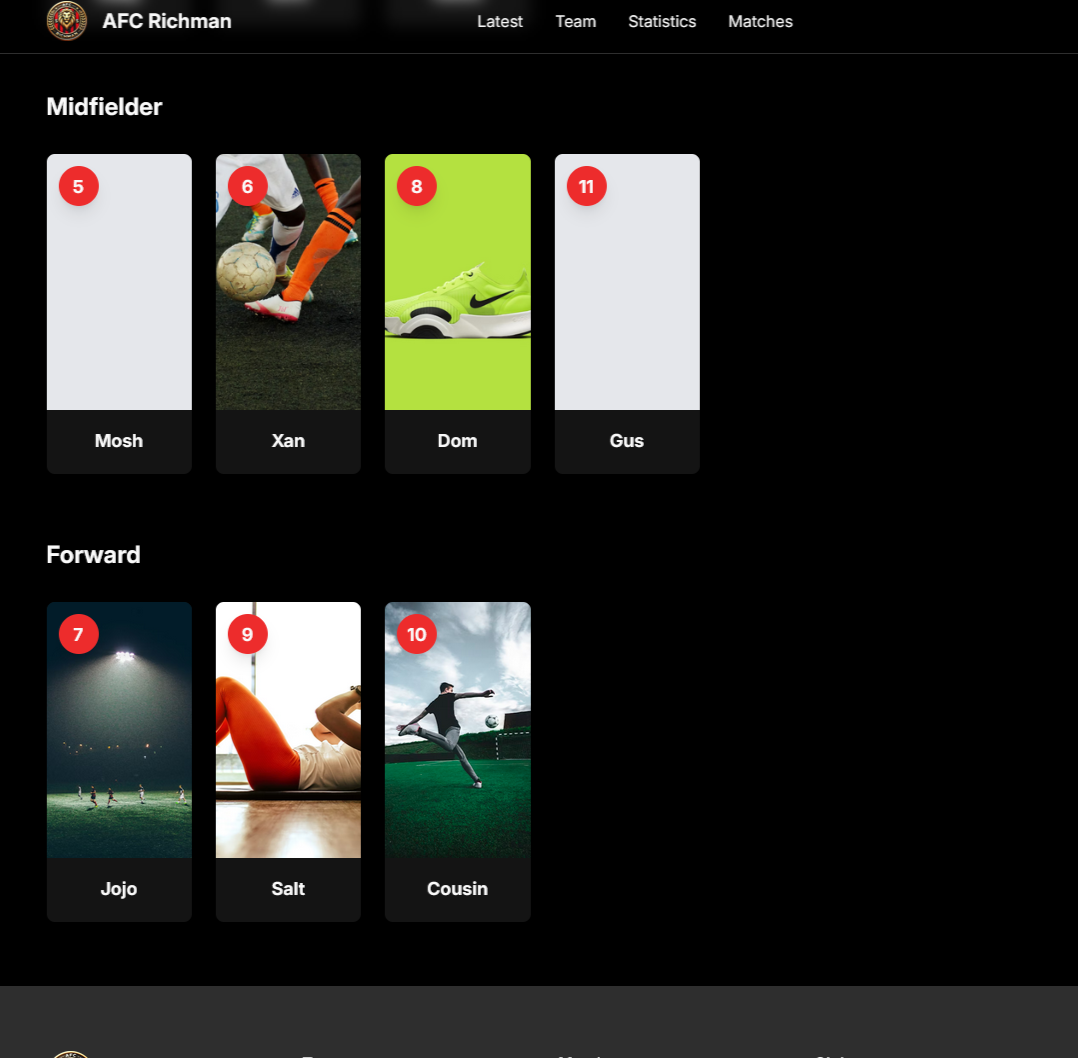 AFC Richman
Latest
Team
Statistics
Matches
Midfielder
5
6
8
11
Mosh
Xan
Dom
Gus
Forward
7
9
10
Jojo
Salt
Cousin